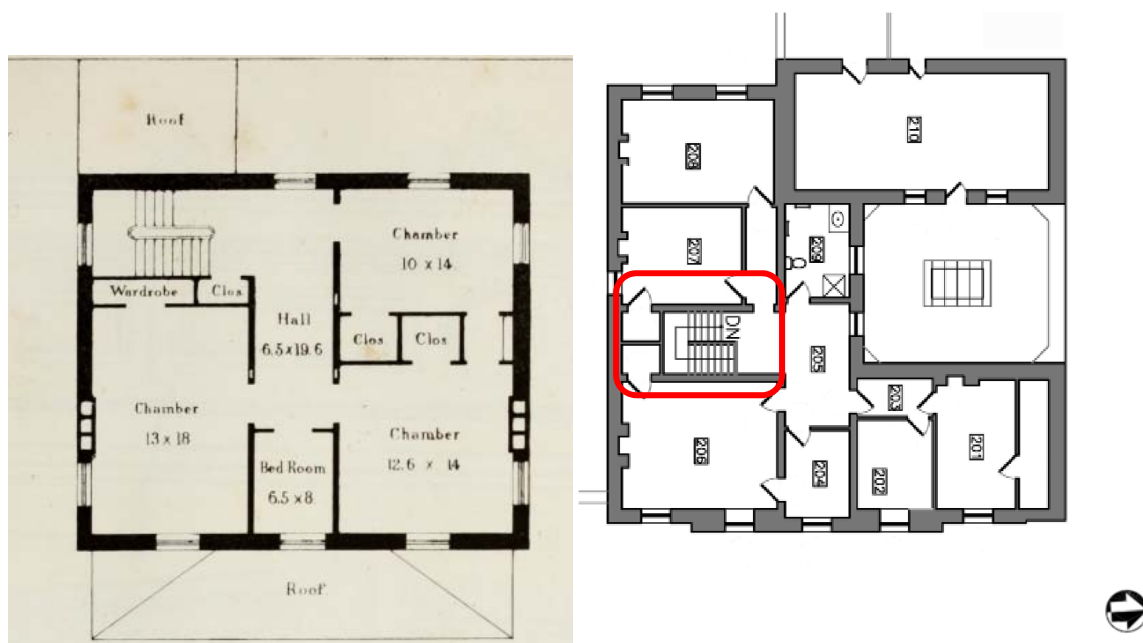 Roof
Chamber
10 x 14
Wardrobe
Clos.
Hall
6.5x19.6
Clos
Clos
Chamber
13 x 18
Chamber
12.6 x 14
Bed Room
6.5 x 8
Roof.
210
208
207
209
DN
205
203
201
206
204
202